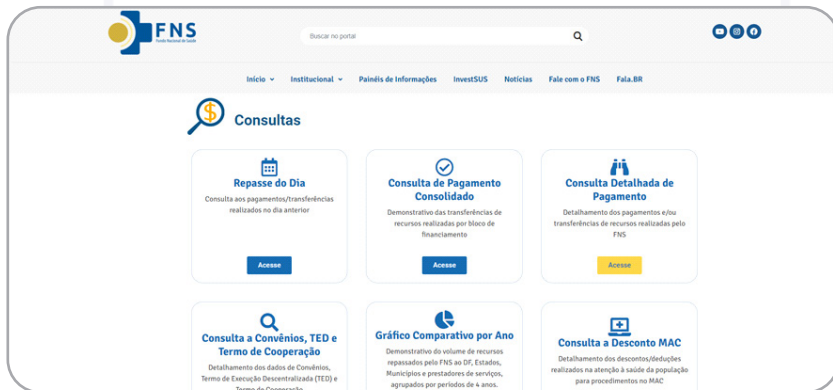 FNS
Fundo Nacional de Saúde
Buscar no portal
Início
Institucional
Painéis de Informações
InvestSUS
Notícias
Fale com o FNS
Fala.BR
Consultas
Repasse do Dia
Consulta aos pagamentos/transferências
realizados no dia anterior
Acesse
Consulta de Pagamento
Consolidado
Demonstrativo das transferências de
recursos realizadas por bloco de
financiamento
Acesse
Consulta Detalhada de
Pagamento
Detalhamento dos pagamentos e/ou
transferências de recursos realizadas pelo
FNS
Acesse
Consulta a Convênios, TED e
Termo de Cooperação
Detalhamento dos dados de Convênios,
Termo de Execução Descentralizada (TED) e
Termo de Cooperação
Gráfico Comparativo por Ano
Demonstrativo do volume de recursos
repassados pelo FNS ao DF, Estados,
Municípios e prestadores de serviços,
agrupados por períodos de 4 anos.
Consulta a Desconto MAC
Detalhamento dos descontos/deduções
realizados na atenção à saúde da população
para procedimentos no MAC